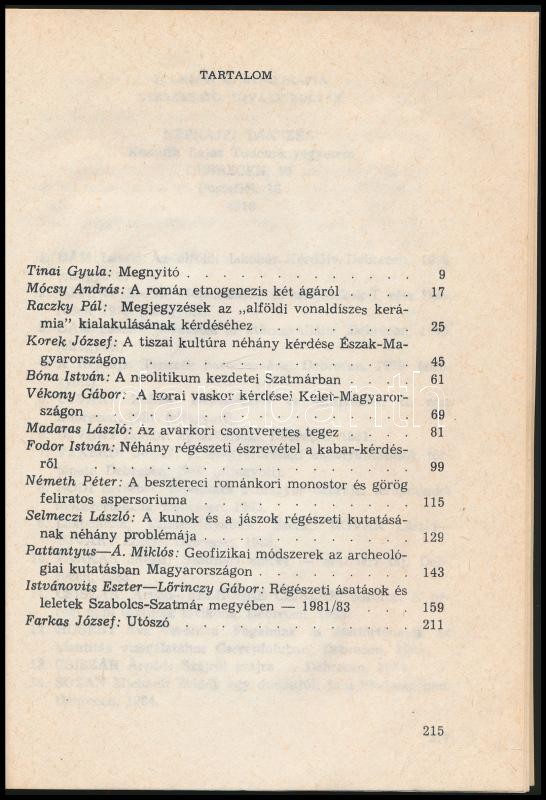 TARTALOM
Tinai Gyula: Megnyitó . . . . . . . . . . . . . 9
Mócsy András: A román etnogenezis két ágáról . . . . 17
Raczky Pál: Megjegyzések az „alföldi vonaldíszes kerá-
mia” kialakulásának kérdéséhez . . . . . . . . 25
Korek József: A tiszai kultúra néhány kérdése Észak-Ma-
gyarországon . . . . . . . . . . . . . 45
Bóna István: A neolitikum kezdetei Szatmárban . . . . 61
Vékony Gábor: A korai vaskor kérdései Kelet-Magyaror-
szágon . . . . . . . . . . . . . . . 69
Madaras László: Az avarkori csontveretes tegez . . . . 81
Fodor István: Néhány régészeti észrevétel a kabar-kérdés-
ről . . . . . . . . . . . . . . . . 99
Németh Péter: A besztereci románkori monostor és görög
feliratos aspersoriuma . . . . . . . . . . 115
Selmeczi László: A kunok és a jászok régészeti kutatásá-
nak néhány problémája . . . . . . . . . . 129
Pattantyus—Á. Miklós: Geofizikai módszerek az archeoló-
giai kutatásban Magyarországon . . . . . . . . 143
Istvánovits Eszter—Lőrinczy Gábor: Régészeti ásatások és
leletek Szabolcs-Szatmár megyében — 1981/83 . . . 159
Farkas József: Utószó . . . . . . . . . . . . . 211
215
darabanth